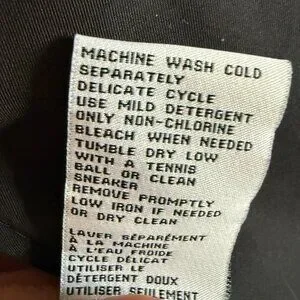 MACHINE WASH COLD
SEPARATELY
DELICATE CYCLE
USE MILD DETERGENT
ONLY NON-CHLORINE
BLEACH WHEN NEEDED
TUMBLE DRY LOW
WITH A TENNIS
BALL OR CLEAN
SNEAKER
REMOVE PROMPTLY
LOW IRON IF NEEDED
OR DRY CLEAN
LAVER SÉPARÉMENT
À LA MACHINE
À L'EAU FROIDE
CYCLE DÉLICAT
UTILISER LE
DÉTERGENT DOUX
UTILISER SEULEMENT